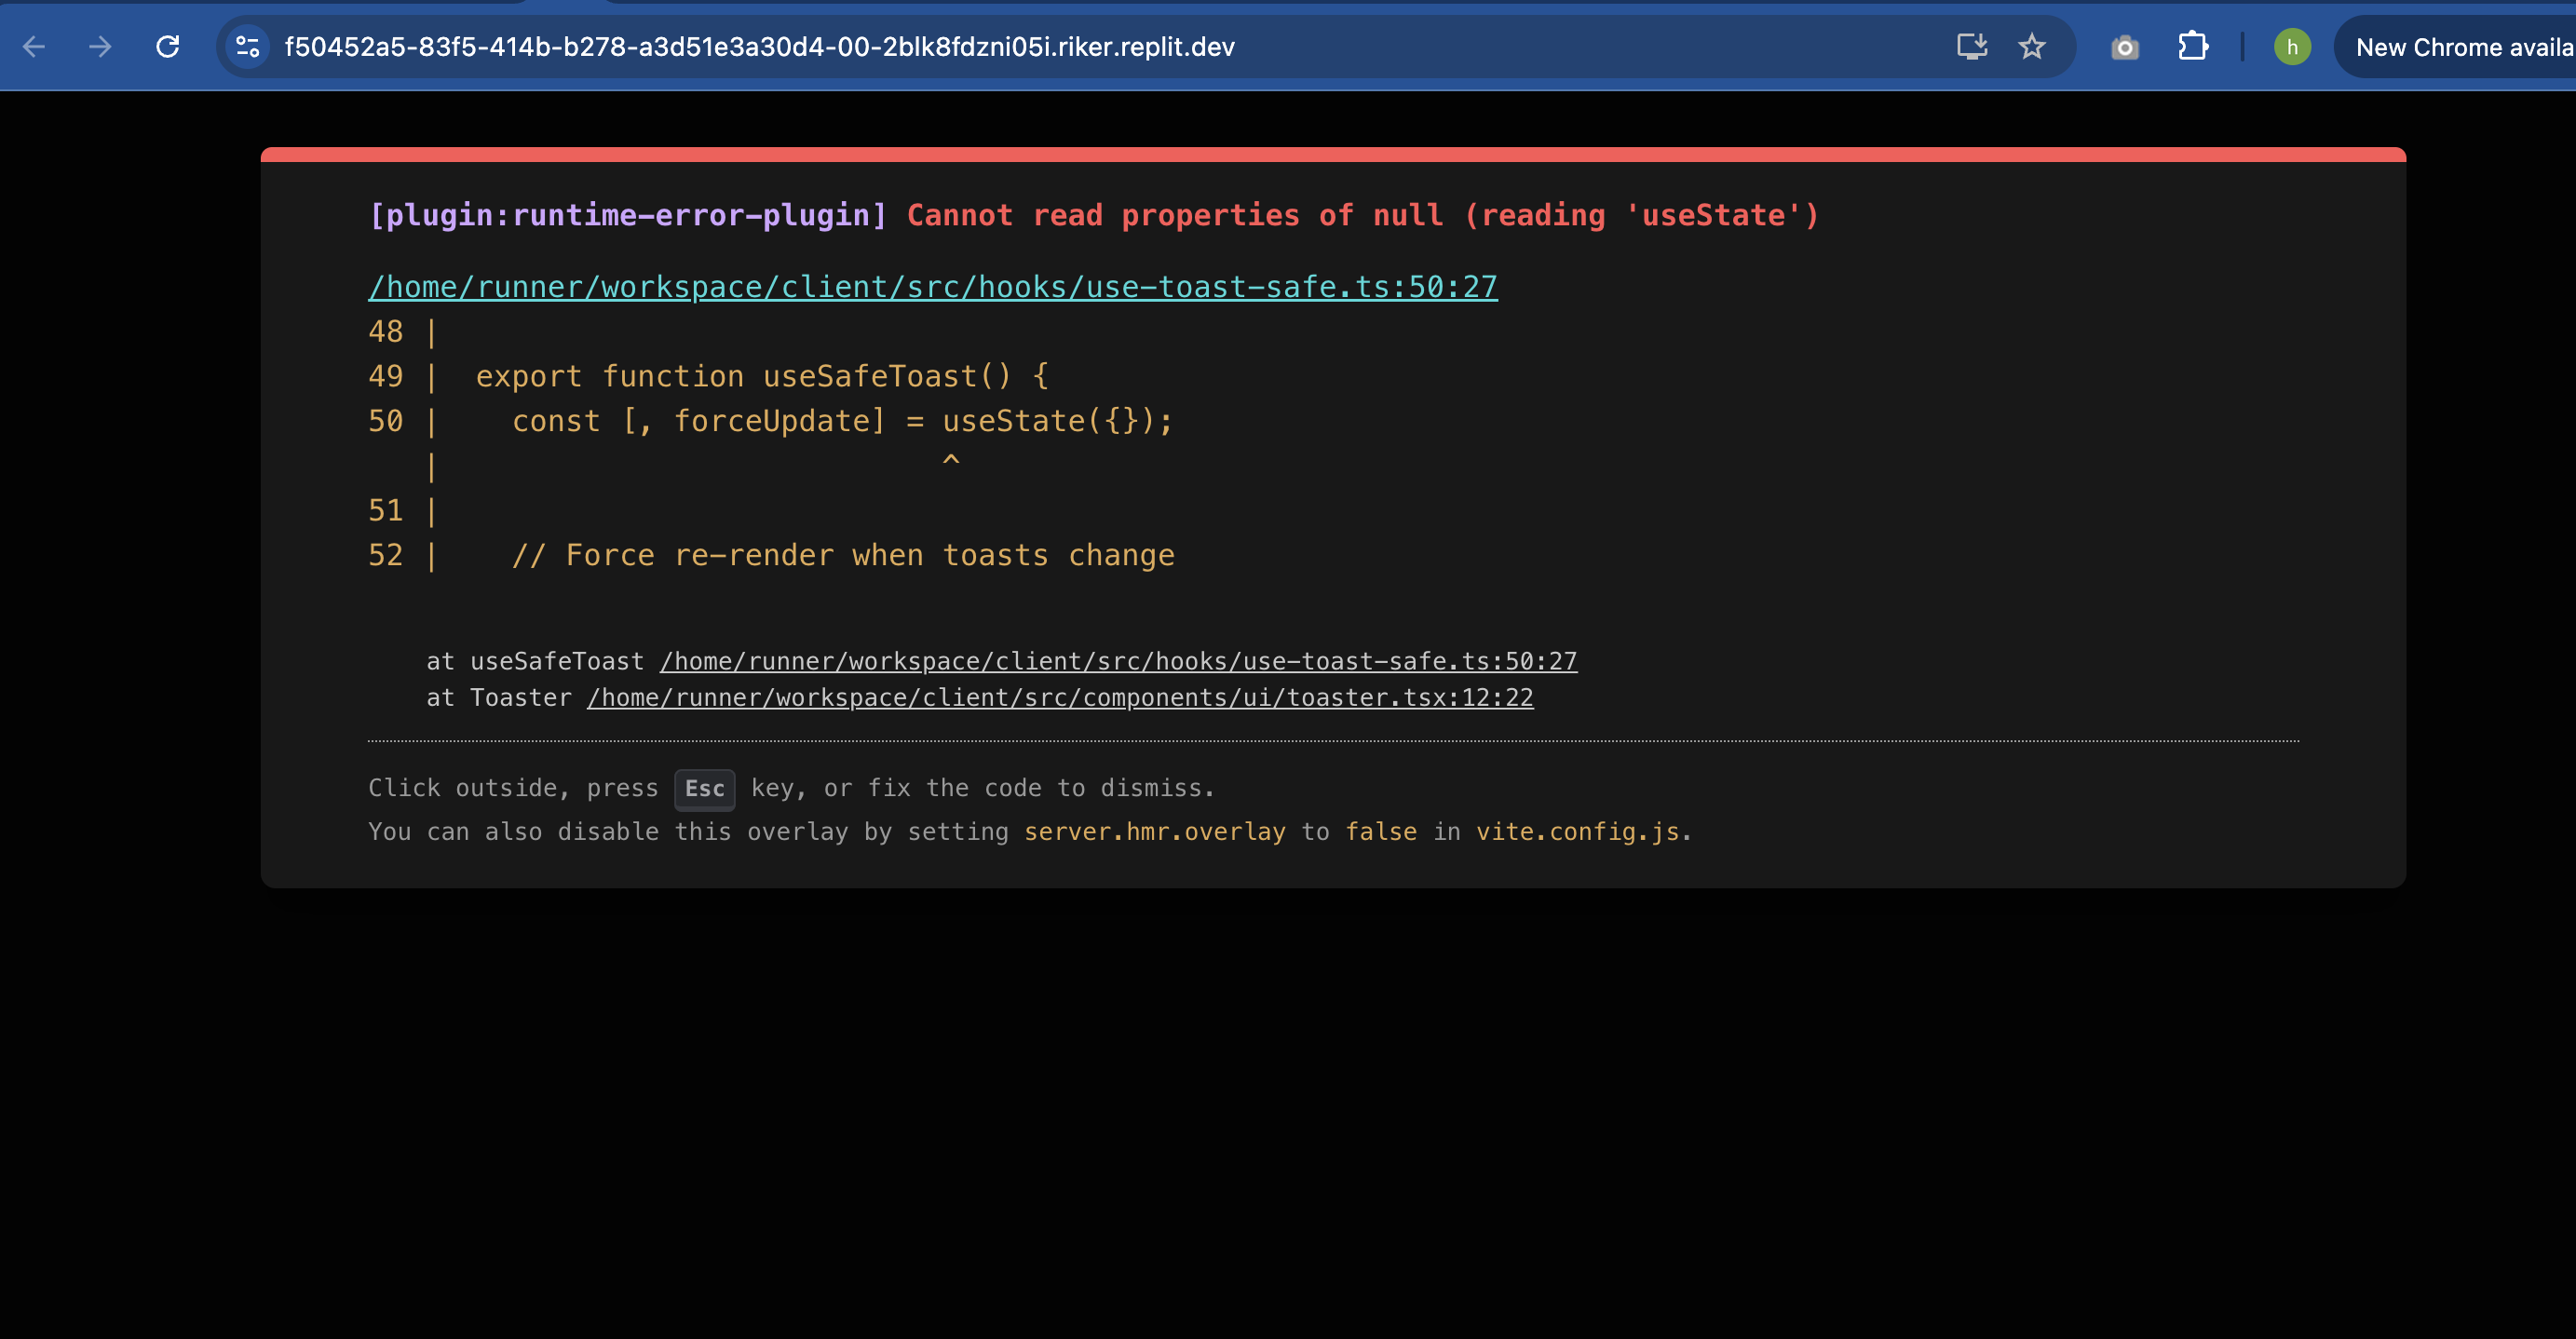 f50452a5-83f5-414b-b278-a3d51e3a30d4-00-2blk8fdzni05i.riker.replit.dev
h
New Chrome availa
[plugin:runtime-error-plugin] Cannot read properties of null (reading 'useState')
/home/runner/workspace/client/src/hooks/use-toast-safe.ts:50:27
48 |
49 |  export function useSafeToast() {
50 |    const [, forceUpdate] = useState({});
   |                            ^
51 |
52 |    // Force re-render when toasts change
at useSafeToast /home/runner/workspace/client/src/hooks/use-toast-safe.ts:50:27
at Toaster /home/runner/workspace/client/src/components/ui/toaster.tsx:12:22
Click outside, press Esc key, or fix the code to dismiss.
You can also disable this overlay by setting server.hmr.overlay to false in vite.config.js.